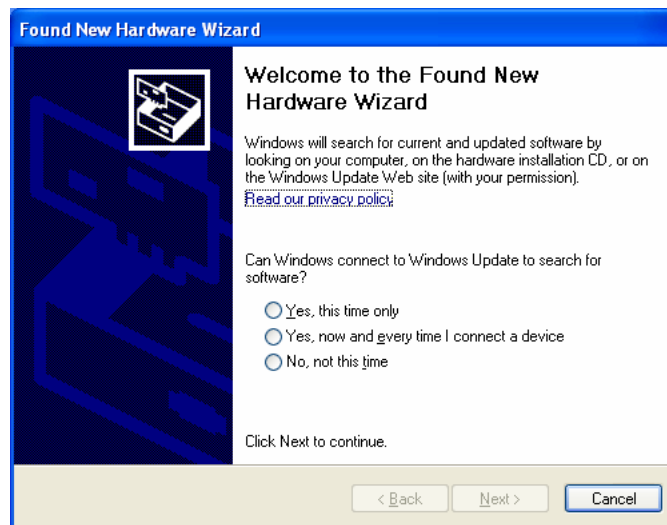 Found New Hardware Wizard
Welcome to the Found New
Hardware Wizard
Windows will search for current and updated software by
looking on your computer, on the hardware installation CD, or on
the Windows Update Web site (with your permission).
Read our privacy policy
Can Windows connect to Windows Update to search for
software?
Yes, this time only
Yes, now and every time I connect a device
No, not this time
Click Next to continue.
< Back Next > Cancel